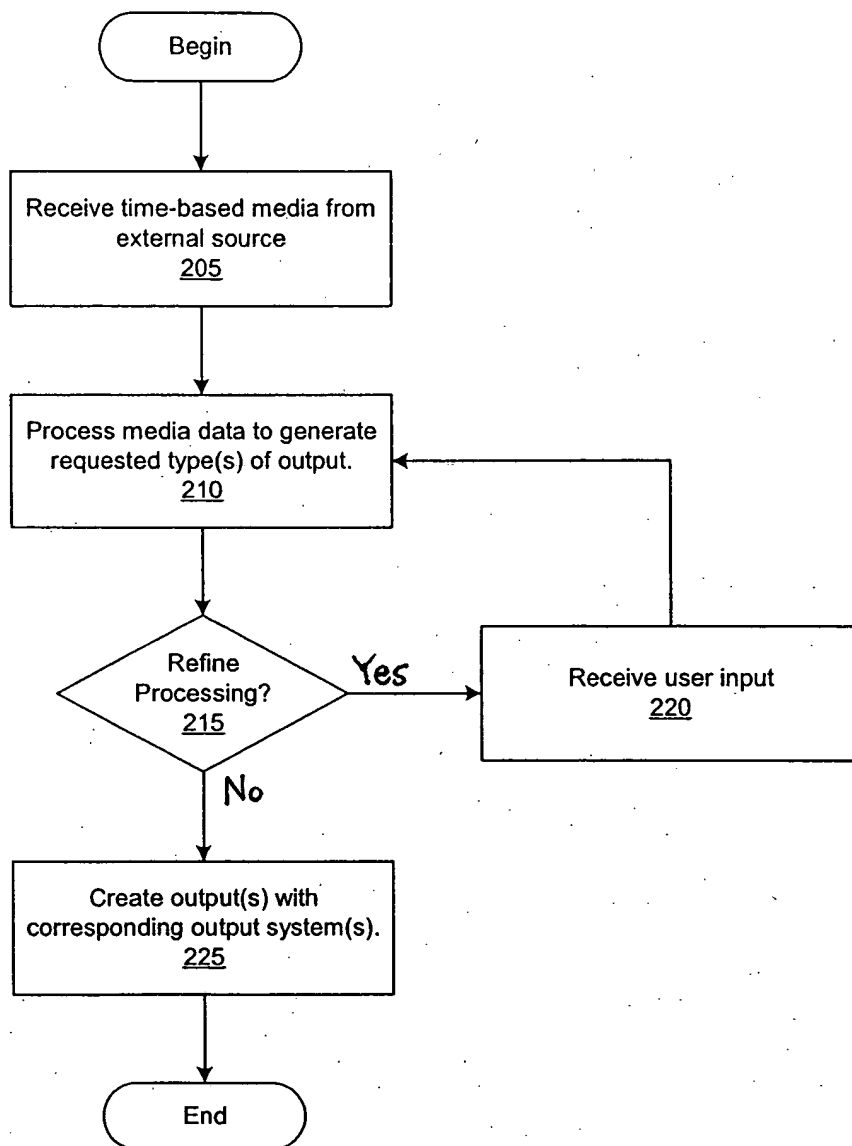 Begin
Receive time-based media from
external source
205
Process media data to generate
requested type(s) of output.
210
Refine
Processing?
215
Yes
Receive user input
220
No
Create output(s) with
corresponding output system(s).
225
End